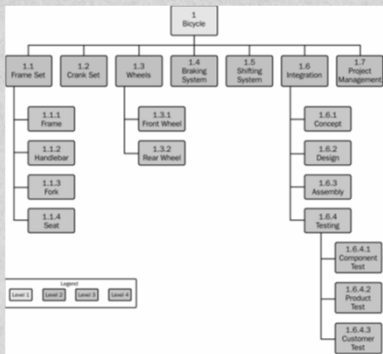 1
Bicycle
1.1
Frame Set
1.2
Crank Set
1.3
Wheels
1.4
Braking
System
1.5
Shifting
System
1.6
Integration
1.7
Project
Management
1.1.1
Frame
1.1.2
Handlebar
1.1.3
Fork
1.1.4
Seat
1.3.1
Front Wheel
1.3.2
Rear Wheel
1.6.1
Concept
1.6.2
Design
1.6.3
Assembly
1.6.4
Testing
1.6.4.1
Component
Test
1.6.4.2
Product
Test
1.6.4.3
Customer
Test
Legend
Level 1
Level 2
Level 3
Level 4